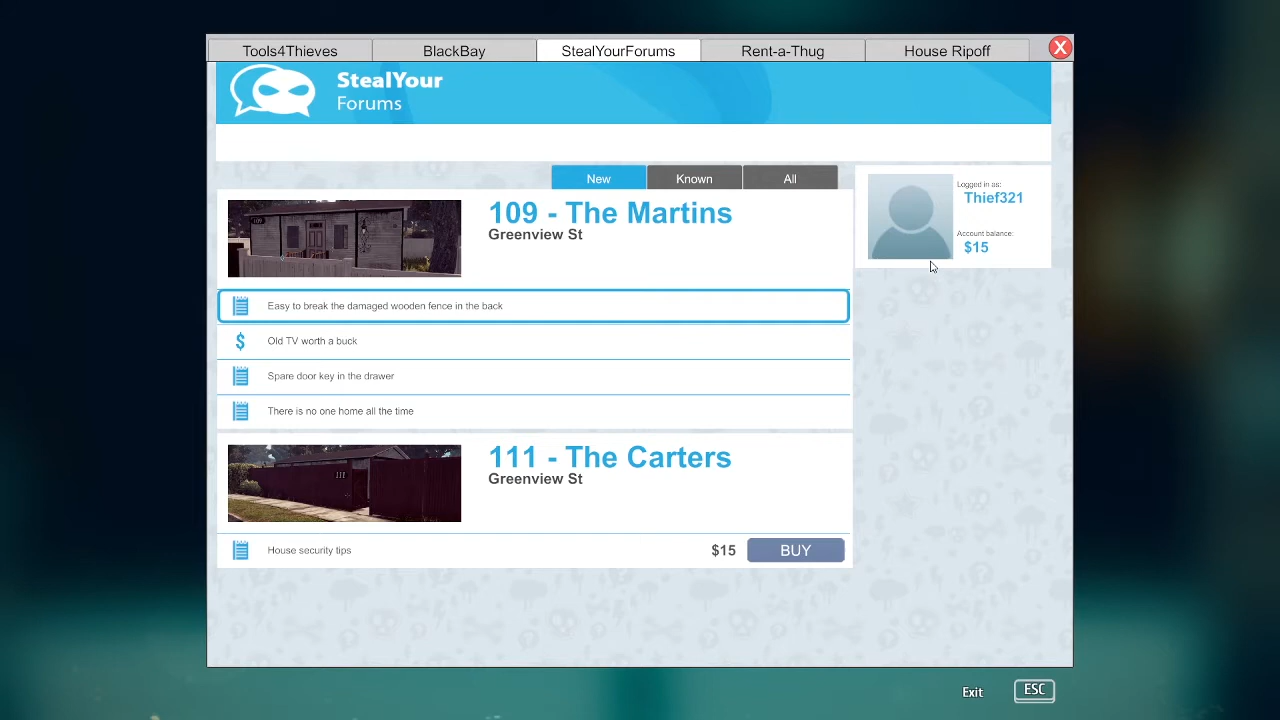 Tools4Thieves
BlackBay
StealYourForums
Rent-a-Thug
House Ripoff
X
StealYour
Forums
New
Known
All
Logged in as:
Thief321
Account balance:
$15
109
109 - The Martins
Greenview St
Easy to break the damaged wooden fence in the back
$
Old TV worth a buck
Spare door key in the drawer
There is no one home all the time
111
111 - The Carters
Greenview St
House security tips
$15
BUY
Exit
ESC